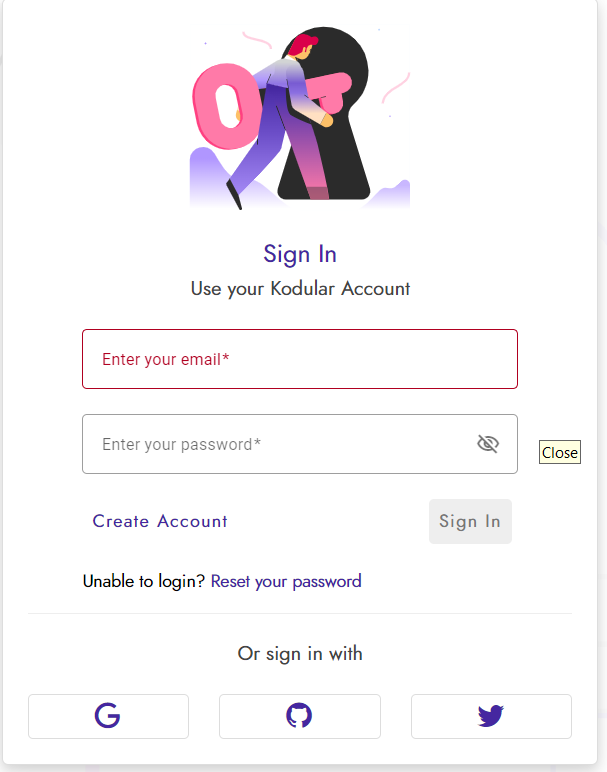 Sign In
Use your Kodular Account
Enter your email*
Enter your password*
Close
Create Account
Sign In
Unable to login? Reset your password
Or sign in with